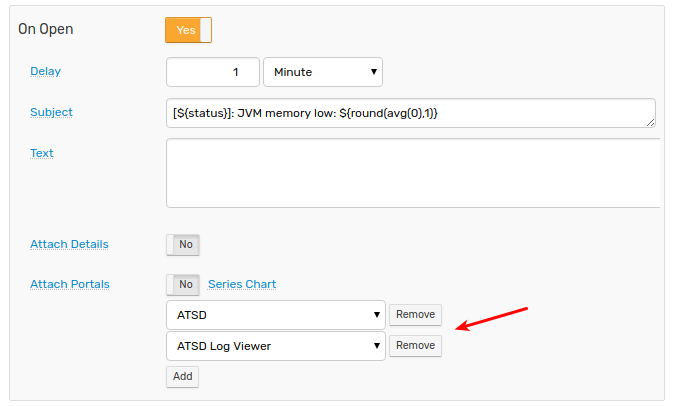 On Open Yes
Delay 1 Minute
Subject [${status}]: JVM memory low: ${round(avg(0),1)}
Text
Attach Details No
Attach Portals No Series Chart
ATSD Remove
ATSD Log Viewer Remove
Add